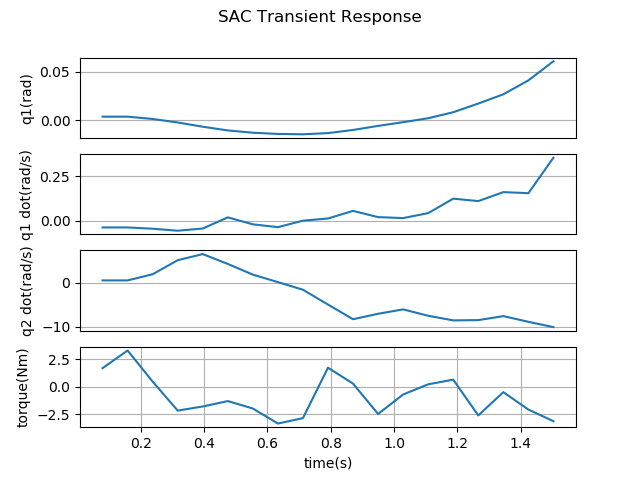 SAC Transient Response
q1(rad)
0.05
0.00
q1 dot(rad/s)
0.25
0.00
q2 dot(rad/s)
0
−10
torque(Nm)
2.5
0.0
−2.5
0.2 0.4 0.6 0.8 1.0 1.2 1.4
time(s)